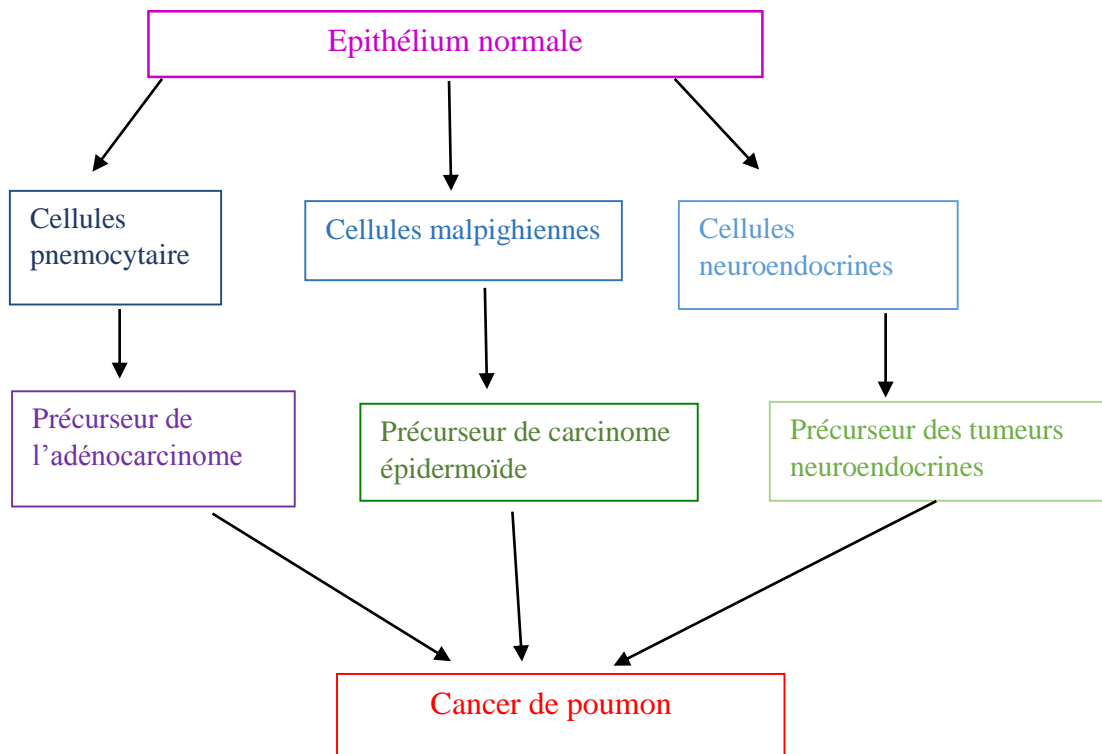 Epithélium normale
Cellules
pnemocytaire
Cellules malpighiennes
Cellules
neuroendocrines
Précurseur de
l’adénocarcinome
Précurseur de carcinome
épidermoïde
Précurseur des tumeurs
neuroendocrines
Cancer de poumon